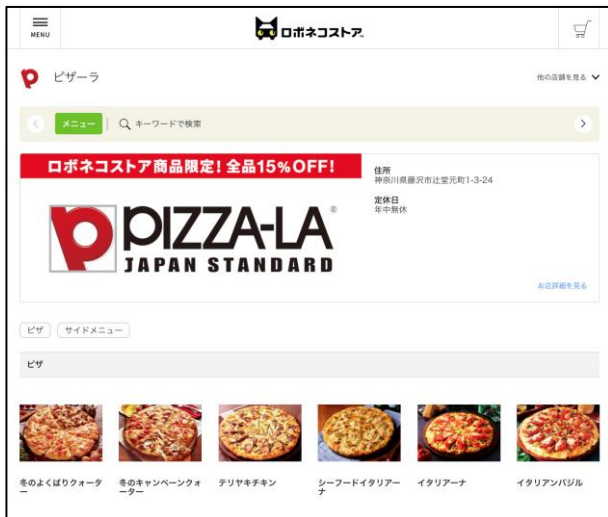 MENU
ロボネコストア
ピザーラ
他の店舗を見る
メニュー
キーワードで検索
ロボネコストア商品限定!全品15%OFF!
PIZZA-LA®
JAPAN STANDARD
住所
神奈川県藤沢市辻堂元町1-3-24
定休日
年中無休
お店詳細を見る
ピザ
サイドメニュー
ピザ
冬のよくばりクォータ
ー
冬のキャンペーンクォ
ーター
テリヤキチキン
シーフードイタリアー
ナ
イタリアーナ
イタリアンバジル